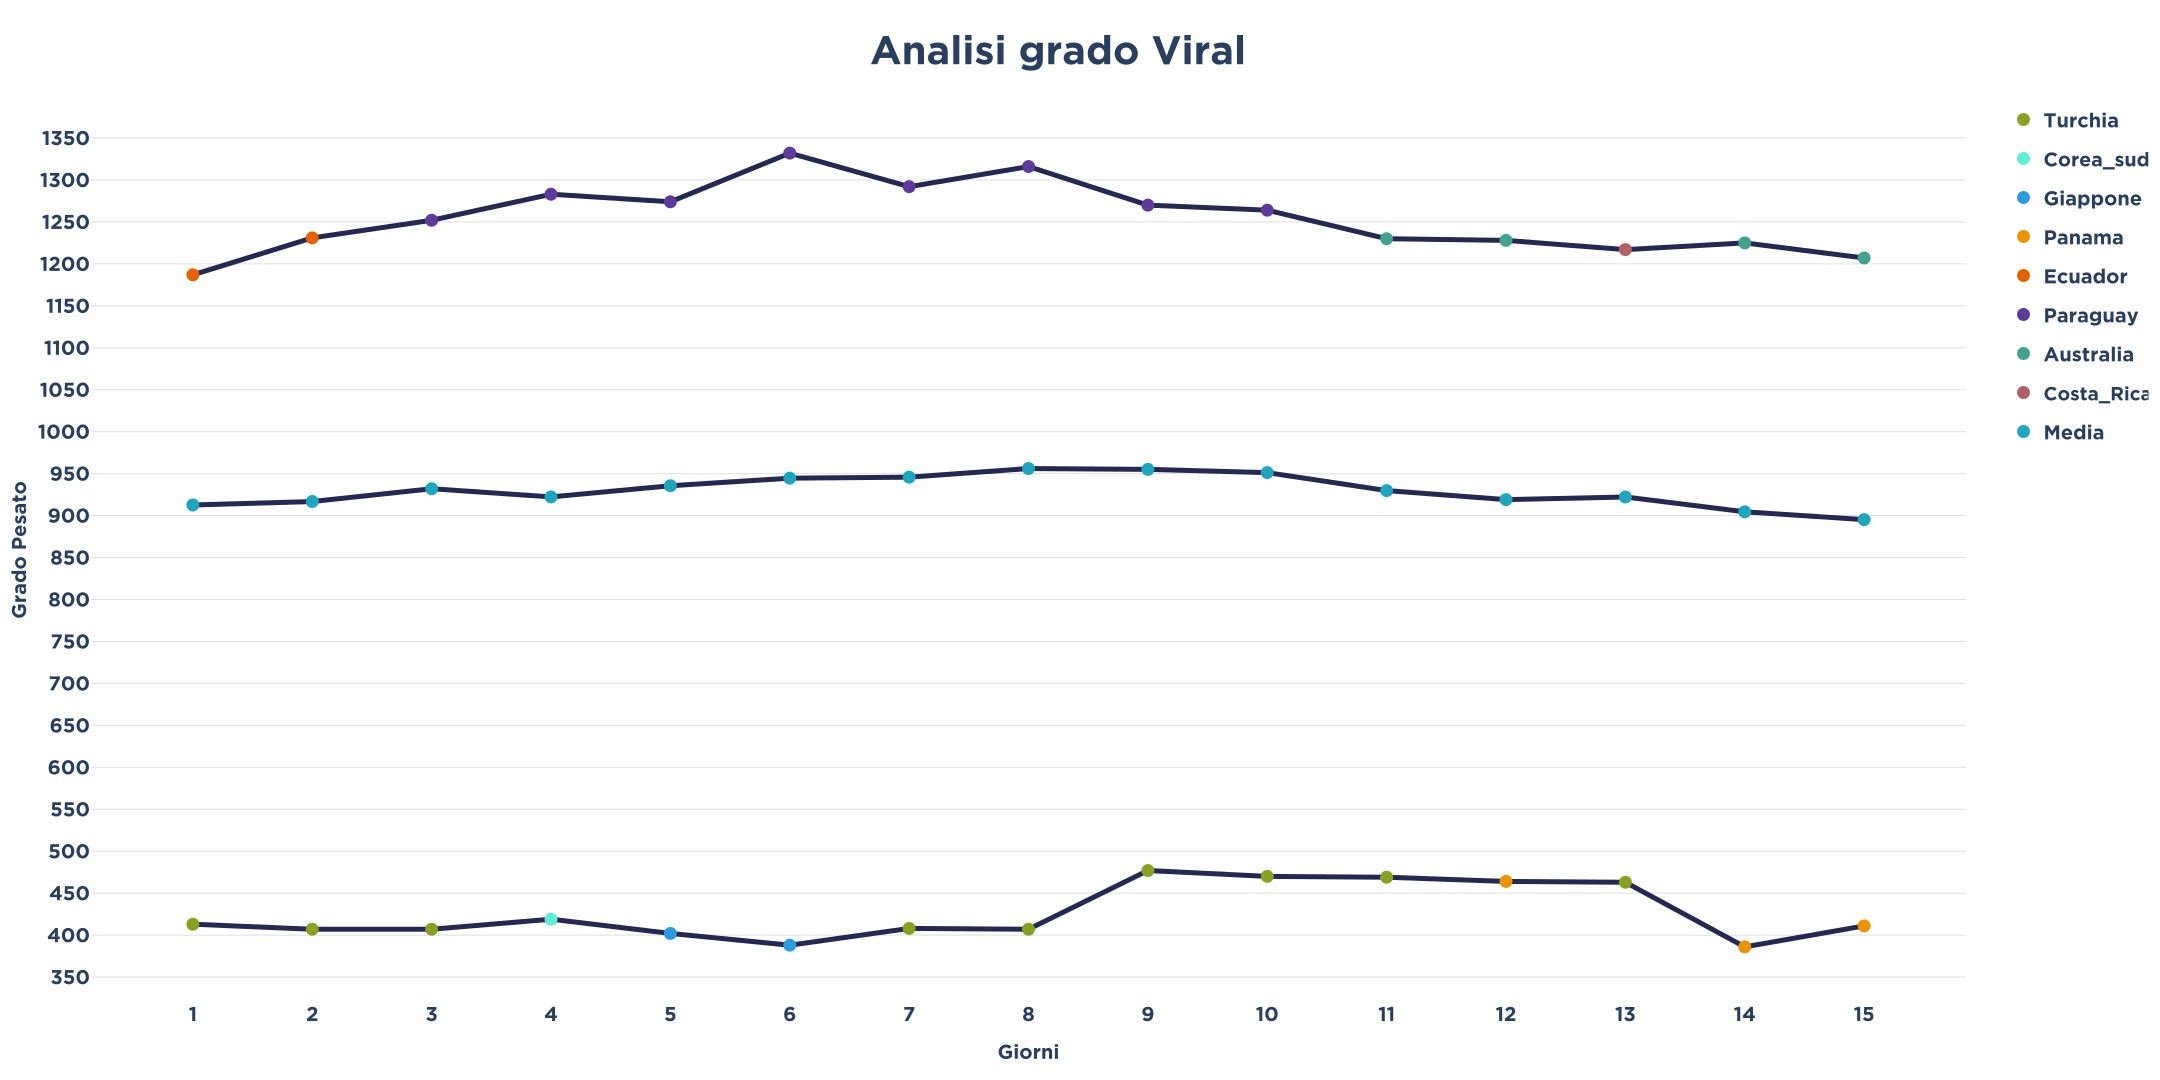 Analisi grado Viral
Turchia
Corea_sud
Giappone
Panama
Ecuador
Paraguay
Australia
Costa_Rica
Media
Grado Pesato
1350
1300
1250
1200
1150
1100
1050
1000
950
900
850
800
750
700
650
600
550
500
450
400
350
1 2 3 4 5 6 7 8 9 10 11 12 13 14 15
Giorni